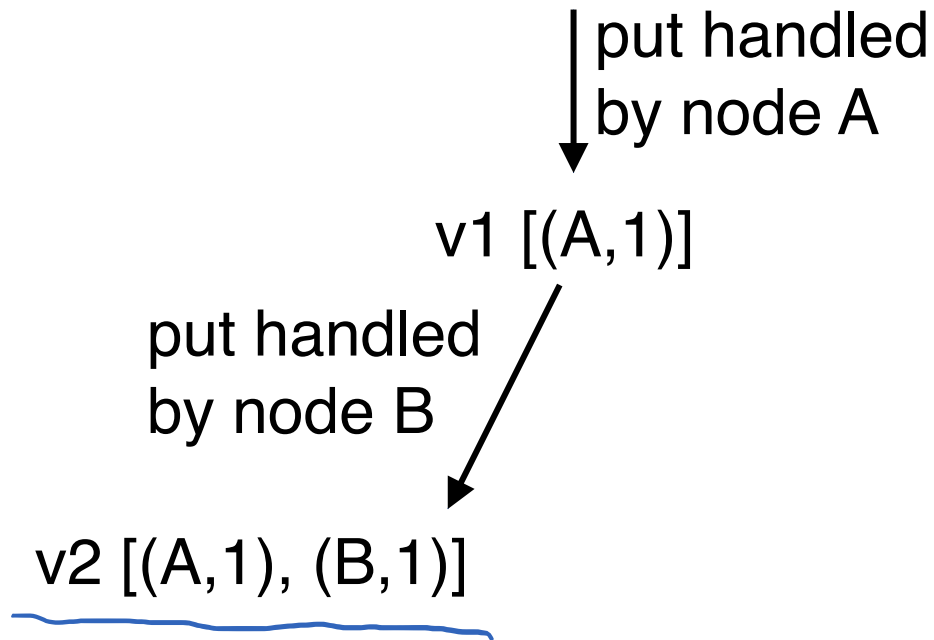 put handled
by node A
v1 [(A,1)]
put handled
by node B
v2 [(A,1), (B,1)]